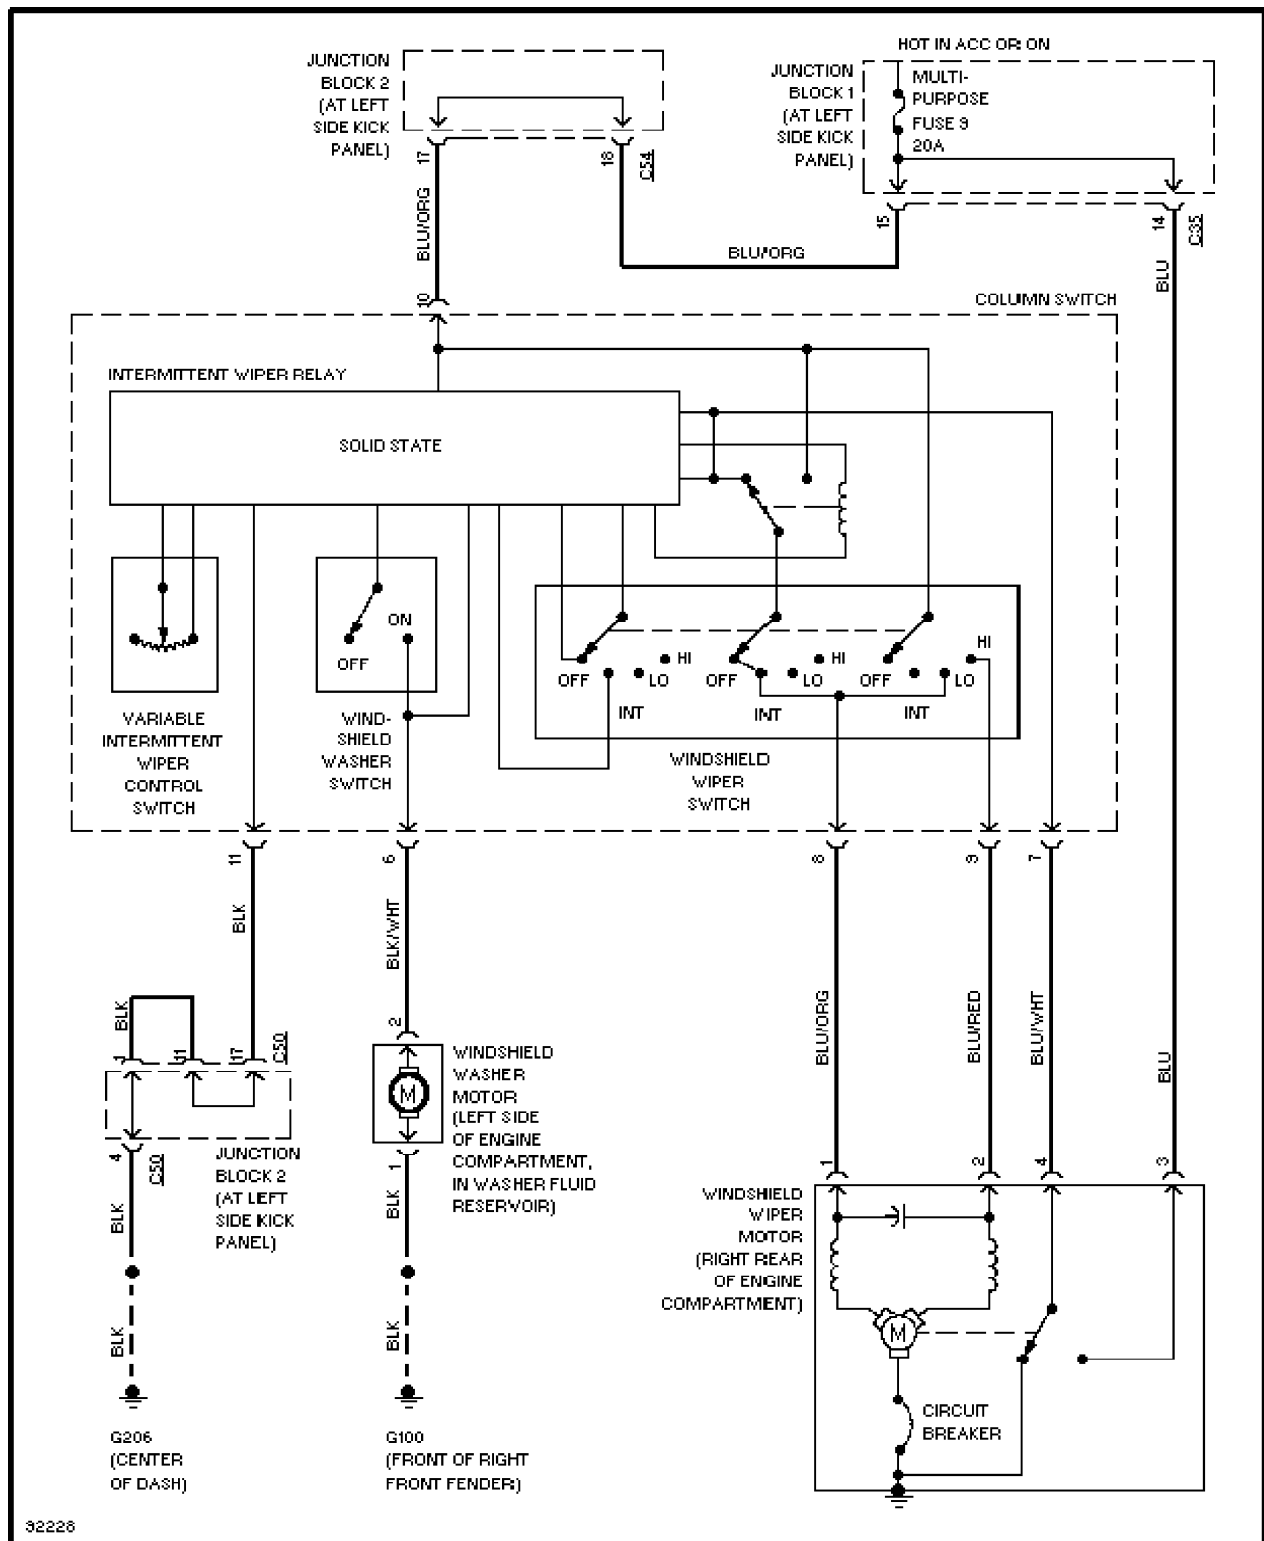 HOT IN ACC OR ON
JUNCTION
BLOCK 2
(AT LEFT
SIDE KICK
PANEL)
JUNCTION
BLOCK 1
(AT LEFT
SIDE KICK
PANEL)
MULTI-
PURPOSE
FUSE 9
20A
17
18
C54
15
14
C35
BLU/ORG
BLU/ORG
BLU
10
COLUMN SWITCH
INTERMITTENT WIPER RELAY
SOLID STATE
ON
OFF
OFF
INT
LO
HI
OFF
INT
LO
HI
OFF
INT
LO
HI
VARIABLE
INTERMITTENT
WIPER
CONTROL
SWITCH
WIND-
SHIELD
WASHER
SWITCH
WINDSHIELD
WIPER
SWITCH
11
6
8
9
7
BLK
BLK/WHT
BLU/ORG
BLU/RED
BLU/WHT
BLU
BLK
1
11
17
C50
2
WINDSHIELD
WASHER
MOTOR
(LEFT SIDE
OF ENGINE
COMPARTMENT,
IN WASHER FLUID
RESERVOIR)
M
4
C50
JUNCTION
BLOCK 2
(AT LEFT
SIDE KICK
PANEL)
1
BLK
BLK
BLK
BLK
1
2
4
3
WINDSHIELD
WIPER
MOTOR
(RIGHT REAR
OF ENGINE
COMPARTMENT)
M
CIRCUIT
BREAKER
G206
(CENTER
OF DASH)
G100
(FRONT OF RIGHT
FRONT FENDER)
92228